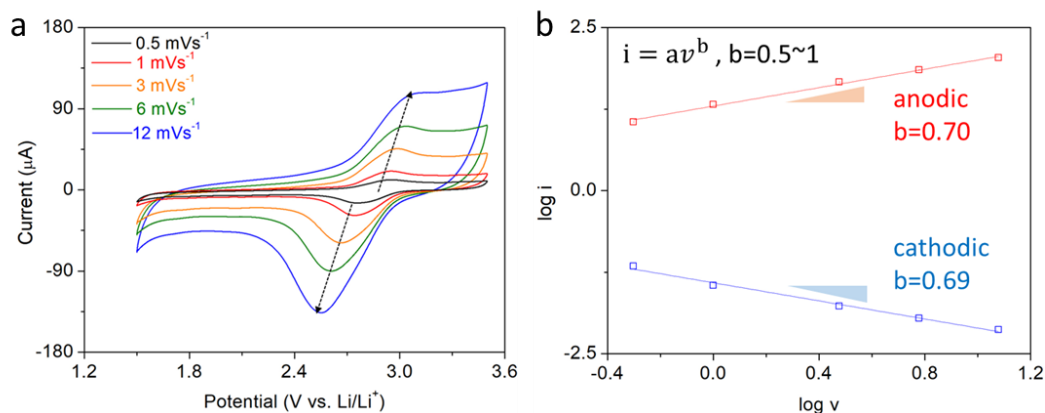 a
180
90
0
-90
-180
Current (μA)
0.5 mVs⁻¹
1 mVs⁻¹
3 mVs⁻¹
6 mVs⁻¹
12 mVs⁻¹
1.2
1.8
2.4
3.0
3.6
Potential (V vs. Li/Li⁺)
b
2.5
0.0
-2.5
log i
i = avᵇ , b=0.5~1
anodic
b=0.70
cathodic
b=0.69
-0.4
0.0
0.4
0.8
1.2
log v